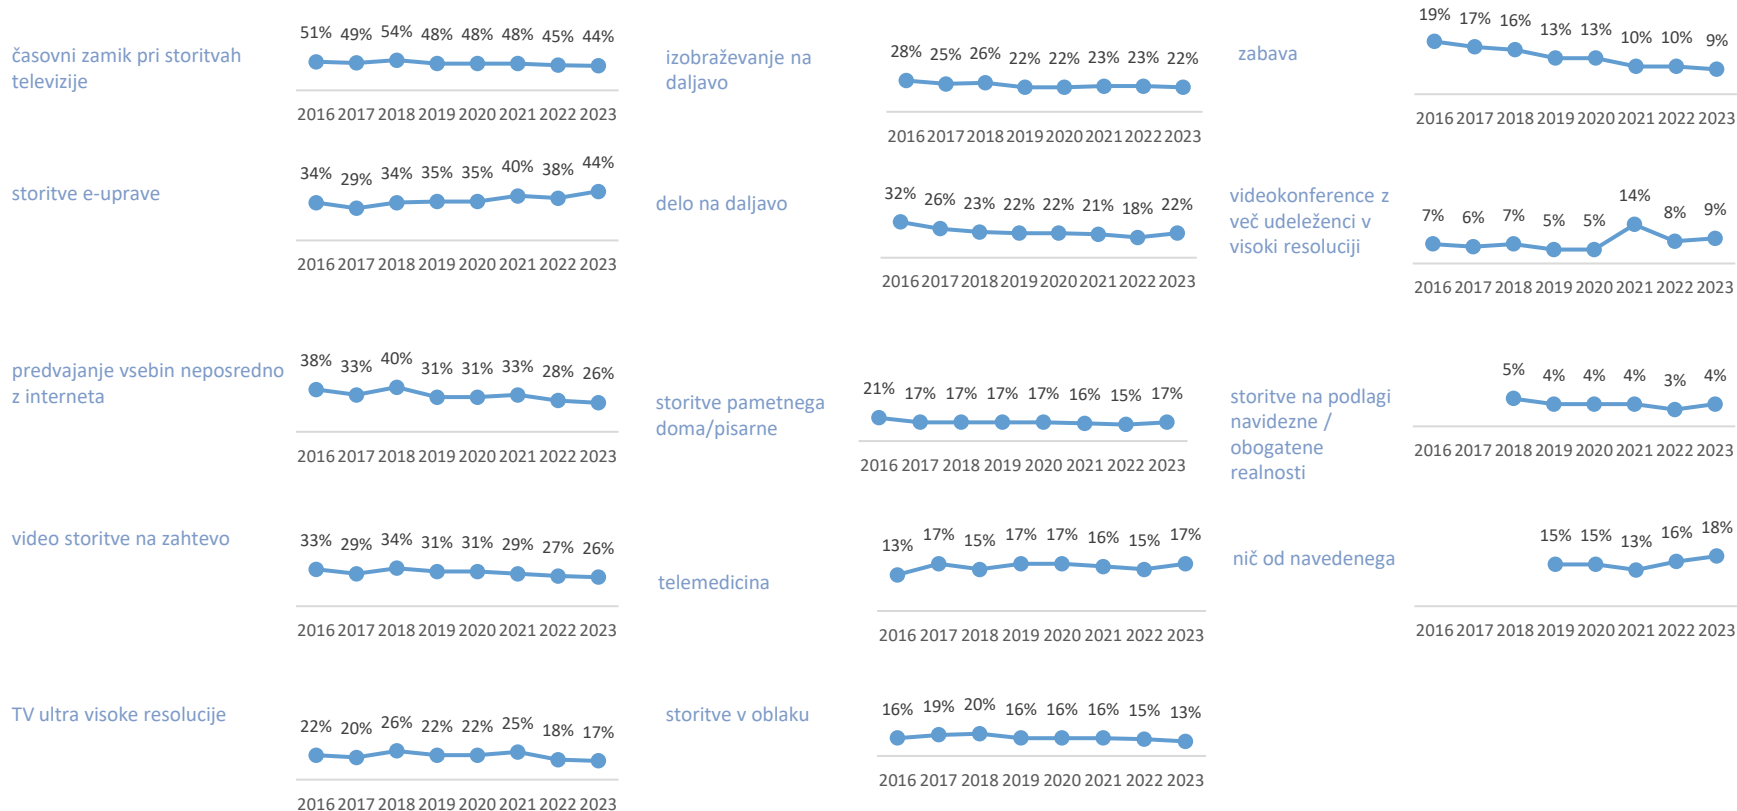 časovni zamik pri storitvah
televizije
51% 49% 54% 48% 48% 48% 45% 44%
2016 2017 2018 2019 2020 2021 2022 2023
storitve e-uprave
34% 29% 34% 35% 35% 40% 38% 44%
2016 2017 2018 2019 2020 2021 2022 2023
predvajanje vsebin neposredno
z interneta
38% 33% 40% 31% 31% 33% 28% 26%
2016 2017 2018 2019 2020 2021 2022 2023
video storitve na zahtevo
33% 29% 34% 31% 31% 29% 27% 26%
2016 2017 2018 2019 2020 2021 2022 2023
TV ultra visoke resolucije
22% 20% 26% 22% 22% 25% 18% 17%
2016 2017 2018 2019 2020 2021 2022 2023
izobraževanje na
daljavo
28% 25% 26% 22% 22% 23% 23% 22%
2016 2017 2018 2019 2020 2021 2022 2023
delo na daljavo
32% 26% 23% 22% 22% 21% 18% 22%
2016 2017 2018 2019 2020 2021 2022 2023
storitve pametnega
doma/pisarne
21% 17% 17% 17% 17% 16% 15% 17%
2016 2017 2018 2019 2020 2021 2022 2023
telemedicina
13% 17% 15% 17% 17% 16% 15% 17%
2016 2017 2018 2019 2020 2021 2022 2023
storitve v oblaku
16% 19% 20% 16% 16% 16% 15% 13%
2016 2017 2018 2019 2020 2021 2022 2023
zabava
19% 17% 16% 13% 13% 10% 10% 9%
2016 2017 2018 2019 2020 2021 2022 2023
videokonference z
več udeleženci v
visoki resoluciji
7% 6% 7% 5% 5% 14% 8% 9%
2016 2017 2018 2019 2020 2021 2022 2023
storitve na podlagi
navidezne /
obogatene
realnosti
5% 4% 4% 4% 3% 4%
2016 2017 2018 2019 2020 2021 2022 2023
nič od navedenega
15% 15% 13% 16% 18%
2016 2017 2018 2019 2020 2021 2022 2023